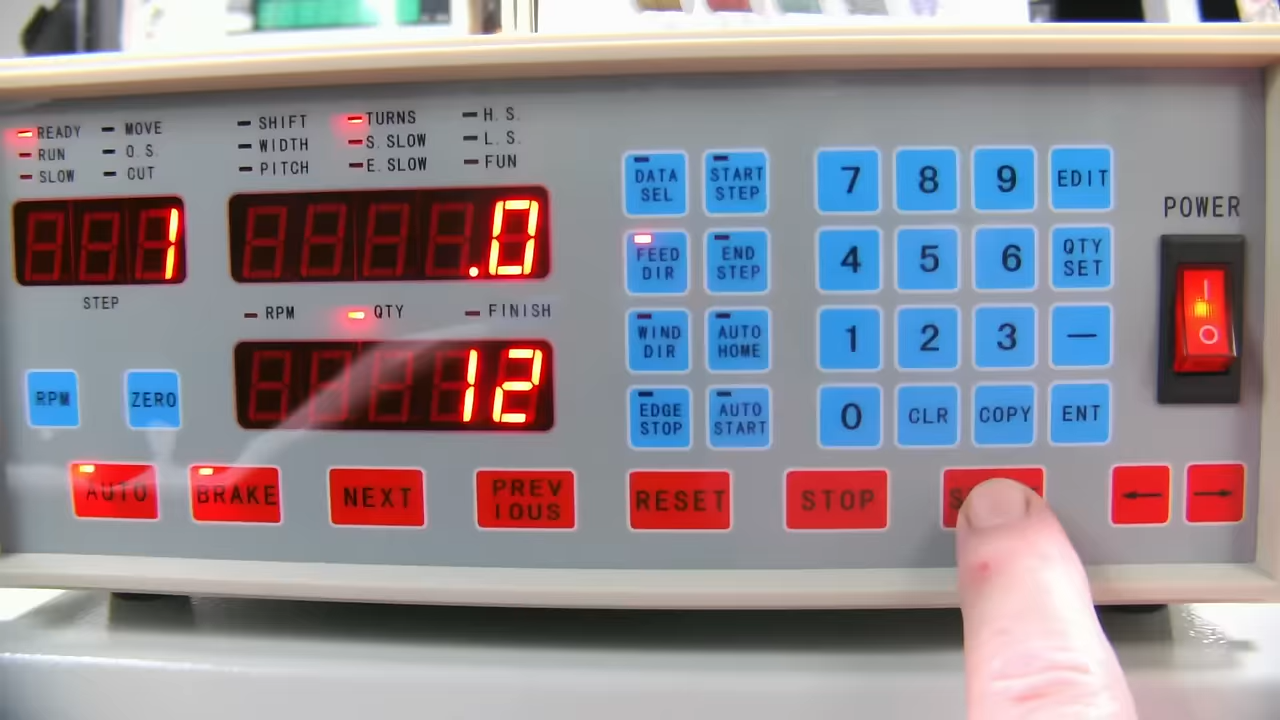 READY MOVE SHIFT TURNS H.S.
RUN O.S. WIDTH S.SLOW L.S.
SLOW CUT PITCH E.SLOW FUN
1 .0
STEP
RPM QTY FINISH
12
RPM ZERO
DATA SEL START STEP
FEED DIR END STEP
WIND DIR AUTO HOME
EDGE STOP AUTO START
7 8 9 EDIT
4 5 6 QTY SET
1 2 3 —
0 CLR COPY ENT
POWER
I
O
AUTO BRAKE NEXT PREVIOUS RESET STOP ← →